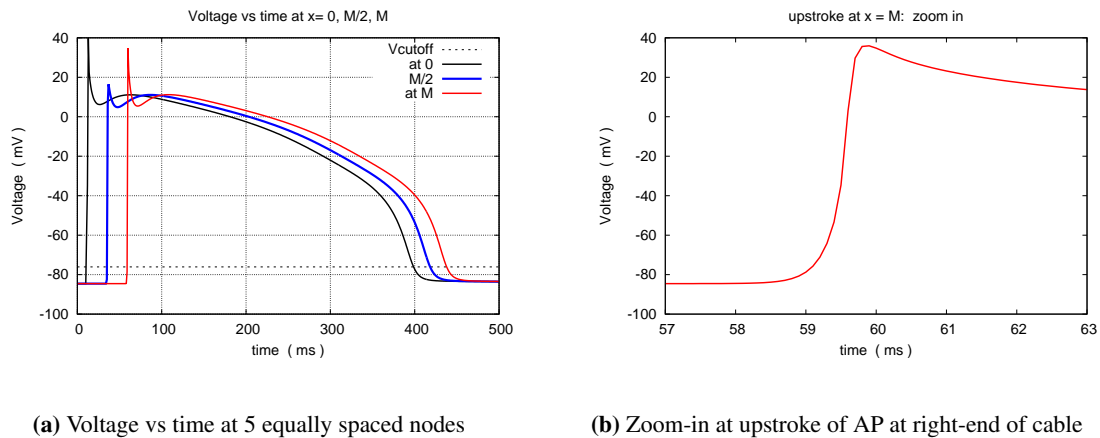 Voltage vs time at x= 0, M/2, M
40
20
0
-20
-40
-60
-80
-100
Voltage ( mV )
0
100
200
300
400
500
time ( ms )
Vcutoff
at 0
M/2
at M
upstroke at x = M: zoom in
40
20
0
-20
-40
-60
-80
-100
Voltage ( mV )
57
58
59
60
61
62
63
time ( ms )
(a) Voltage vs time at 5 equally spaced nodes
(b) Zoom-in at upstroke of AP at right-end of cable